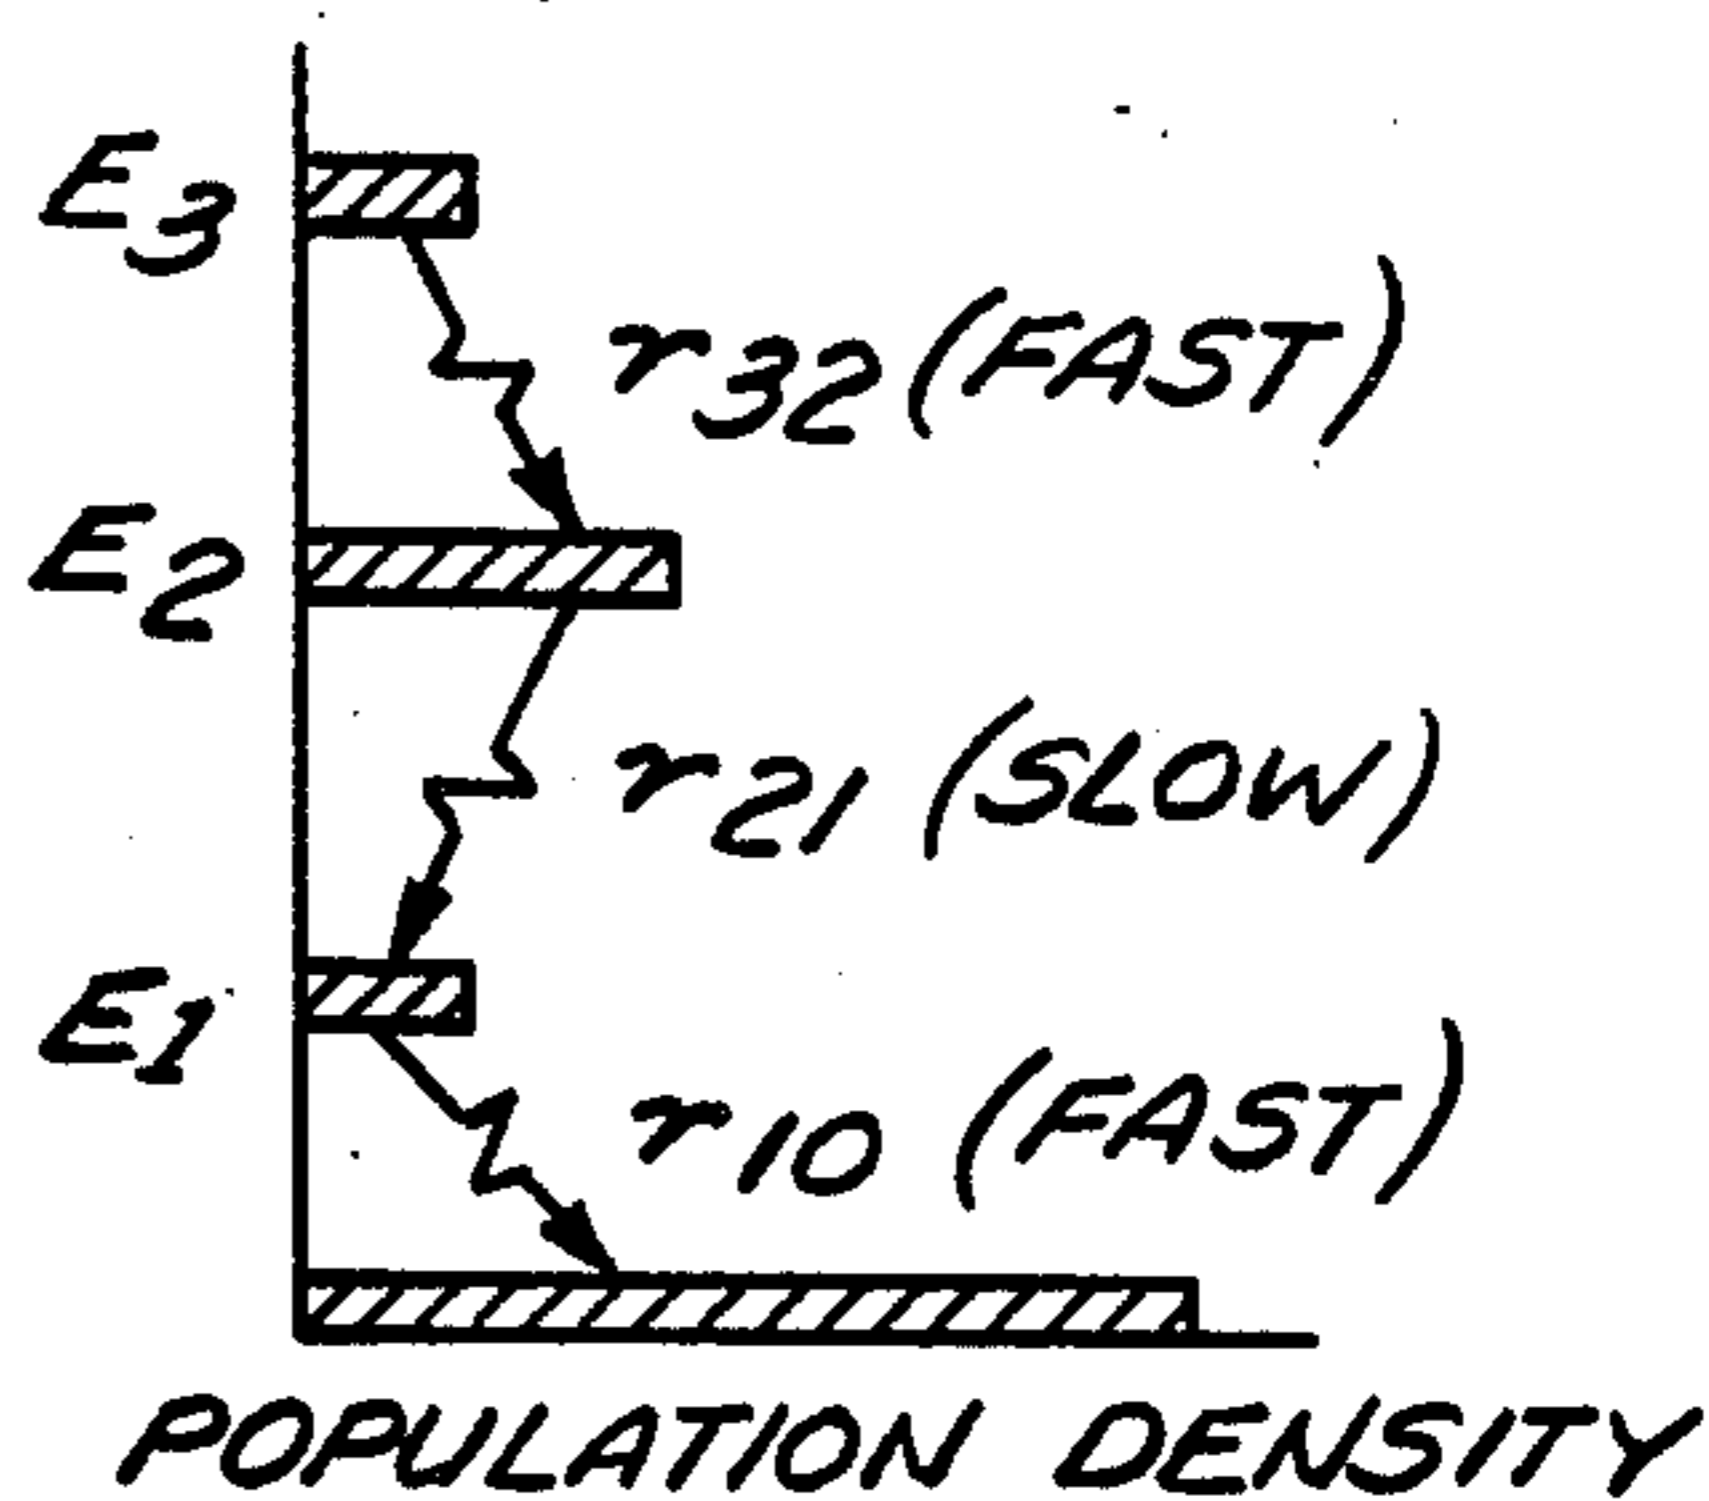 E3
r32 (FAST)
E2
r21 (SLOW)
E1
r10 (FAST)
POPULATION DENSITY